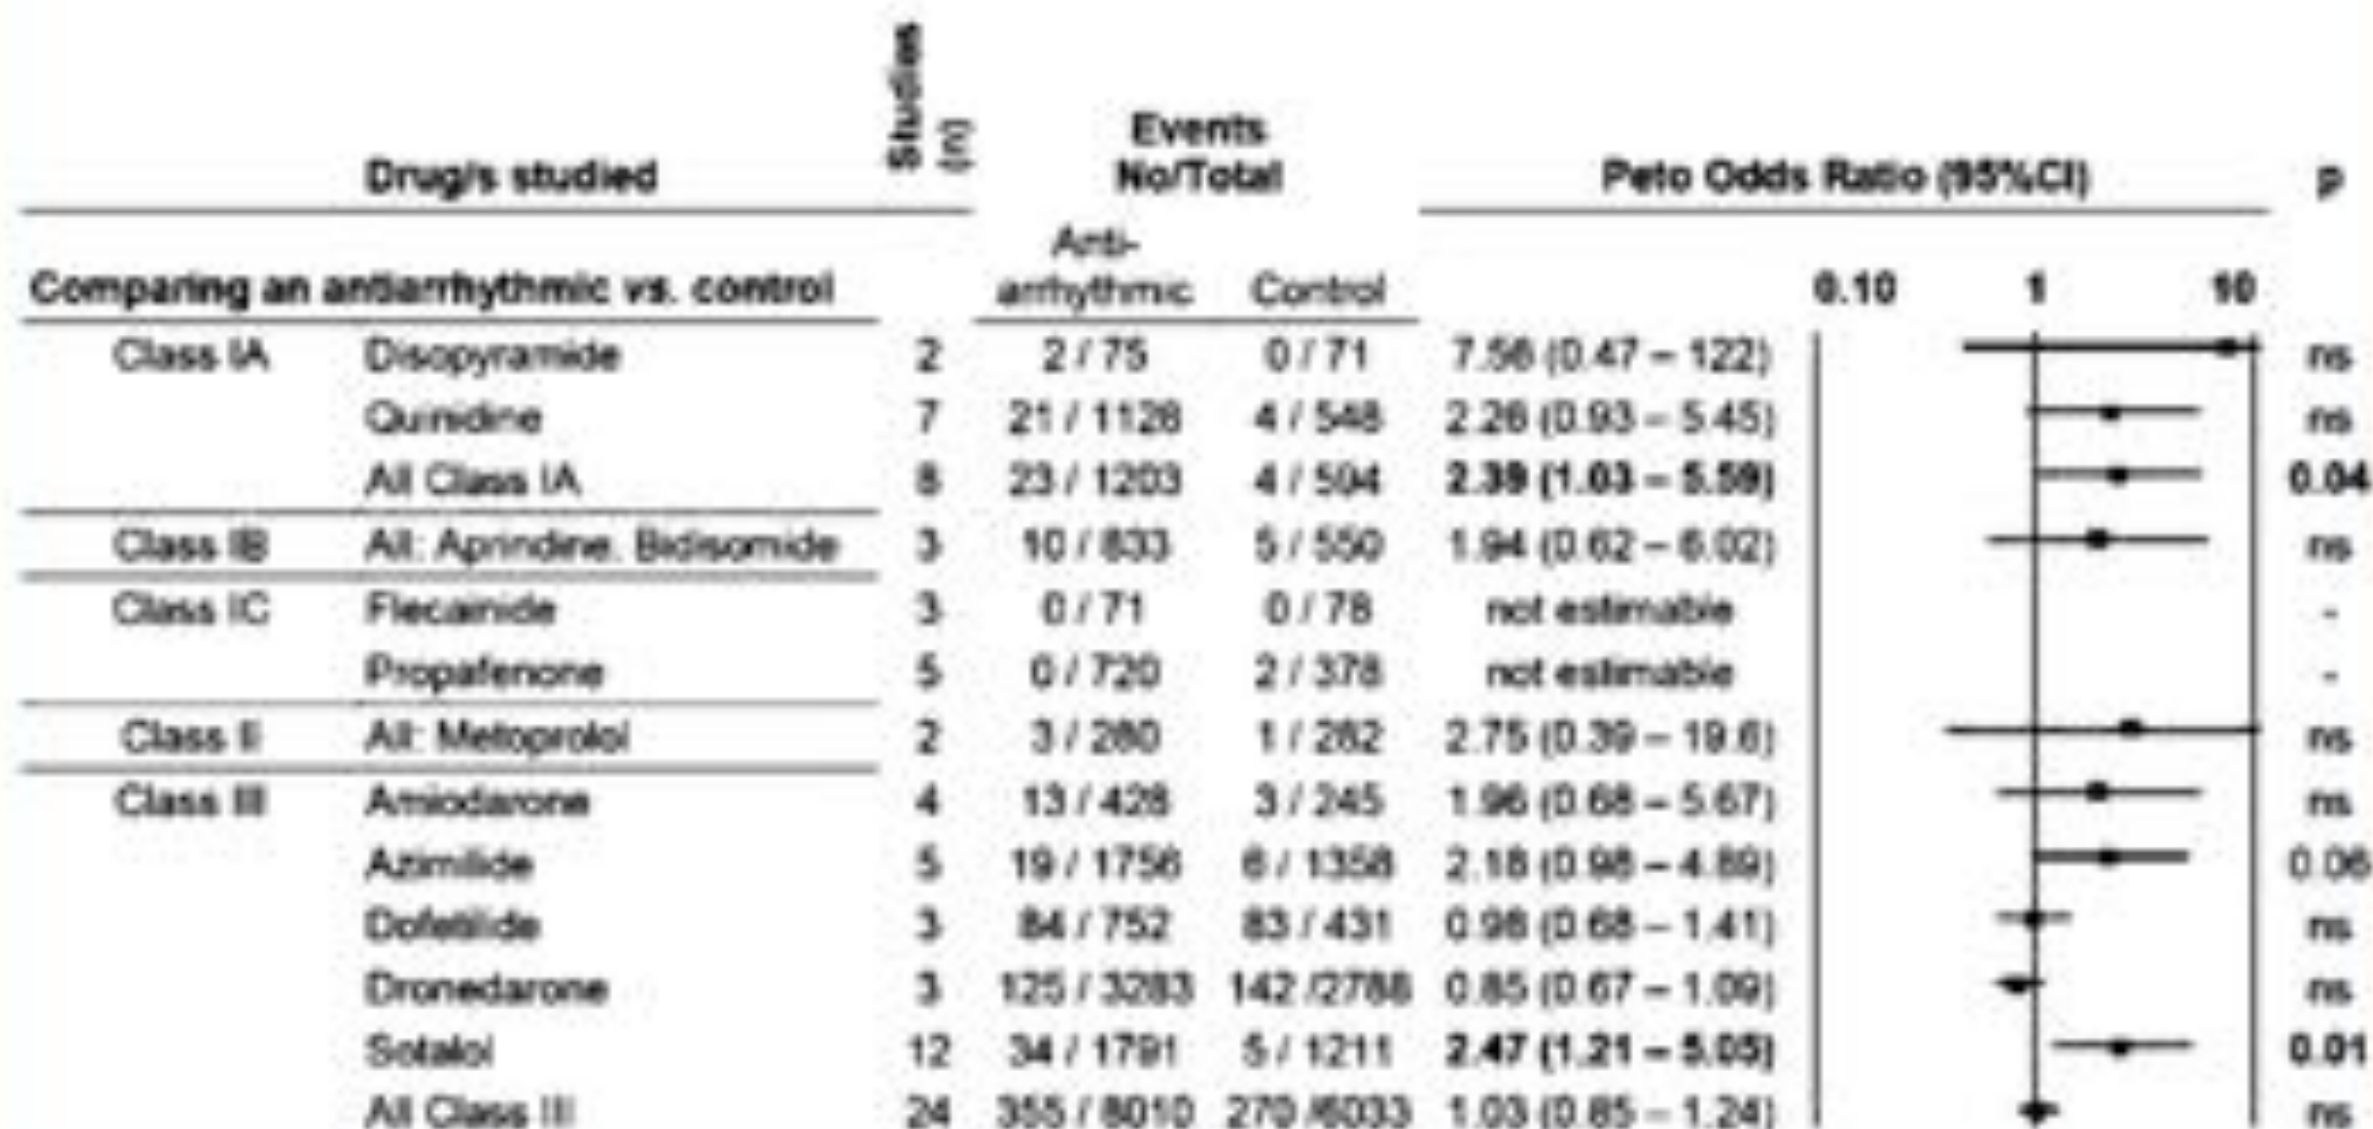 Studies (n)
Events
Drug/s studied No/Total Peto Odds Ratio (95%CI) p
Anti-
Comparing an antiarrhythmic vs. control arrhythmic Control 0.10 1 10
Class IA Disopyramide 2 2 / 75 0 / 71 7.56 (0.47 – 122) ns
Quinidine 7 21 / 1128 4 / 548 2.26 (0.93 – 5.45) ns
All Class IA 8 23 / 1203 4 / 594 2.39 (1.03 – 5.59) 0.04
Class IB All: Aprindine. Bidisomide 3 10 / 833 5 / 550 1.94 (0.62 – 6.02) ns
Class IC Flecainide 3 0 / 71 0 / 78 not estimable -
Propafenone 5 0 / 720 2 / 378 not estimable -
Class II All: Metoprolol 2 3 / 280 1 / 282 2.75 (0.39 – 19.6) ns
Class III Amiodarone 4 13 / 428 3 / 245 1.96 (0.68 – 5.67) ns
Azimilide 5 19 / 1756 6 / 1358 2.18 (0.98 – 4.89) 0.06
Dofetilide 3 84 / 752 83 / 431 0.98 (0.68 – 1.41) ns
Dronedarone 3 125 / 3283 142 /2788 0.85 (0.67 – 1.09) ns
Sotalol 12 34 / 1791 5 / 1211 2.47 (1.21 – 5.05) 0.01
All Class III 24 355 / 8010 270 /6033 1.03 (0.85 – 1.24) ns